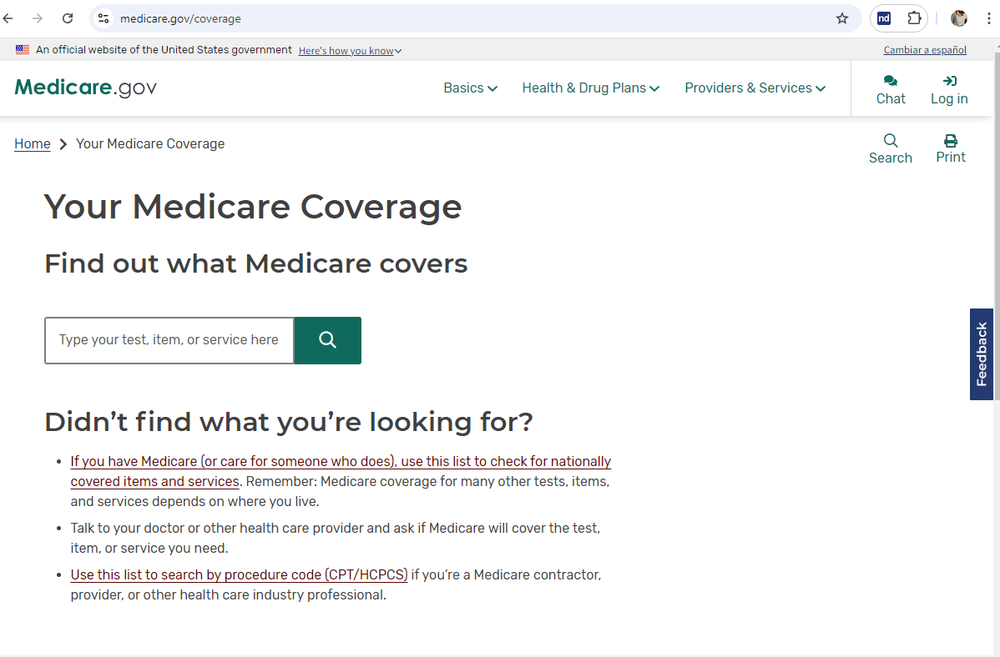 medicare.gov/coverage
nd
An official website of the United States government Here's how you know
Cambiar a español
Medicare.gov
Basics Health & Drug Plans Providers & Services
Chat Log in
Home Your Medicare Coverage
Search Print
Your Medicare Coverage
Find out what Medicare covers
Type your test, item, or service here
Feedback
Didn’t find what you’re looking for?
• If you have Medicare (or care for someone who does), use this list to check for nationally
covered items and services. Remember: Medicare coverage for many other tests, items,
and services depends on where you live.
• Talk to your doctor or other health care provider and ask if Medicare will cover the test,
item, or service you need.
• Use this list to search by procedure code (CPT/HCPCS) if you’re a Medicare contractor,
provider, or other health care industry professional.